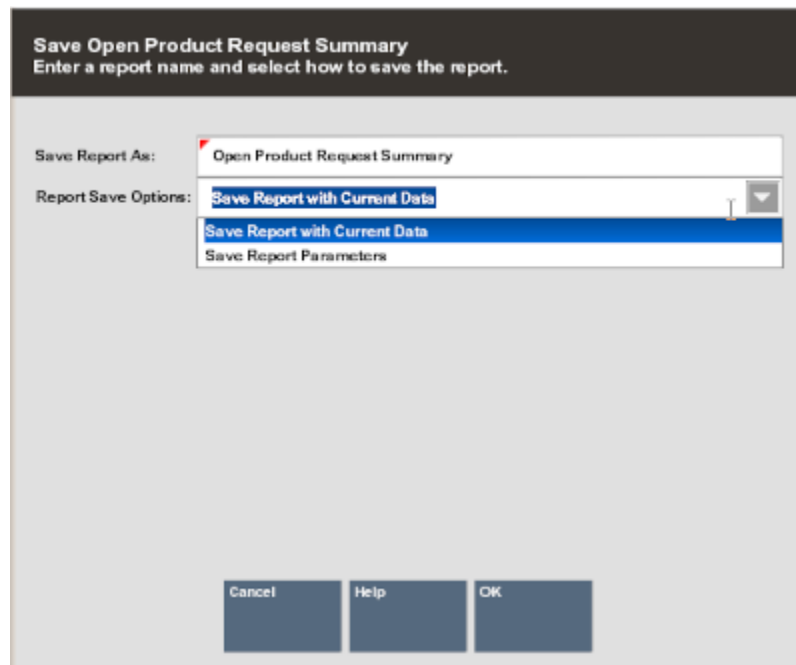 Save Open Product Request Summary
Enter a report name and select how to save the report.
Save Report As: Open Product Request Summary
Report Save Options: Save Report with Current Data
Save Report with Current Data
Save Report Parameters
Cancel Help OK